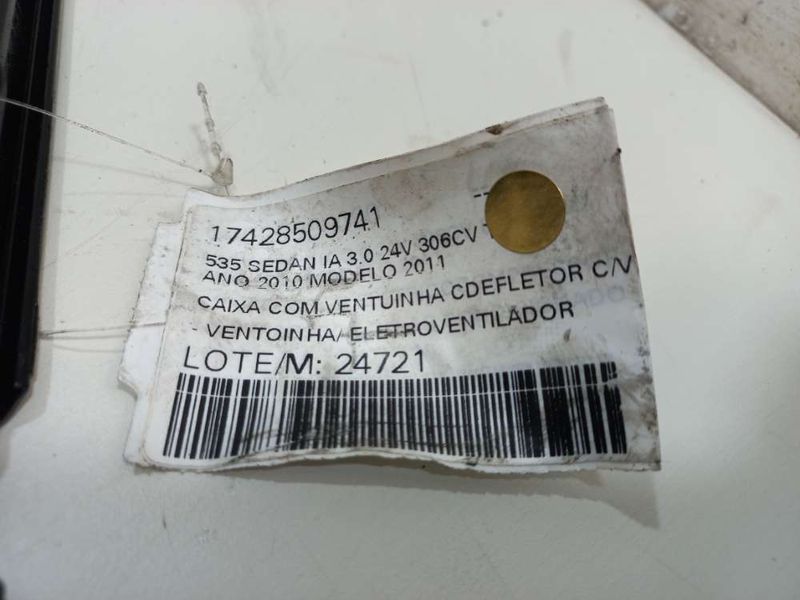 17428509741
535 SEDAN IA 3.0 24V 306CV
ANO 2010 MODELO 2011
CAIXA COM VENTUINHA CDEFLETOR C/V
- VENTOINHA/ ELETROVENTILADOR
LOTE/M: 24721